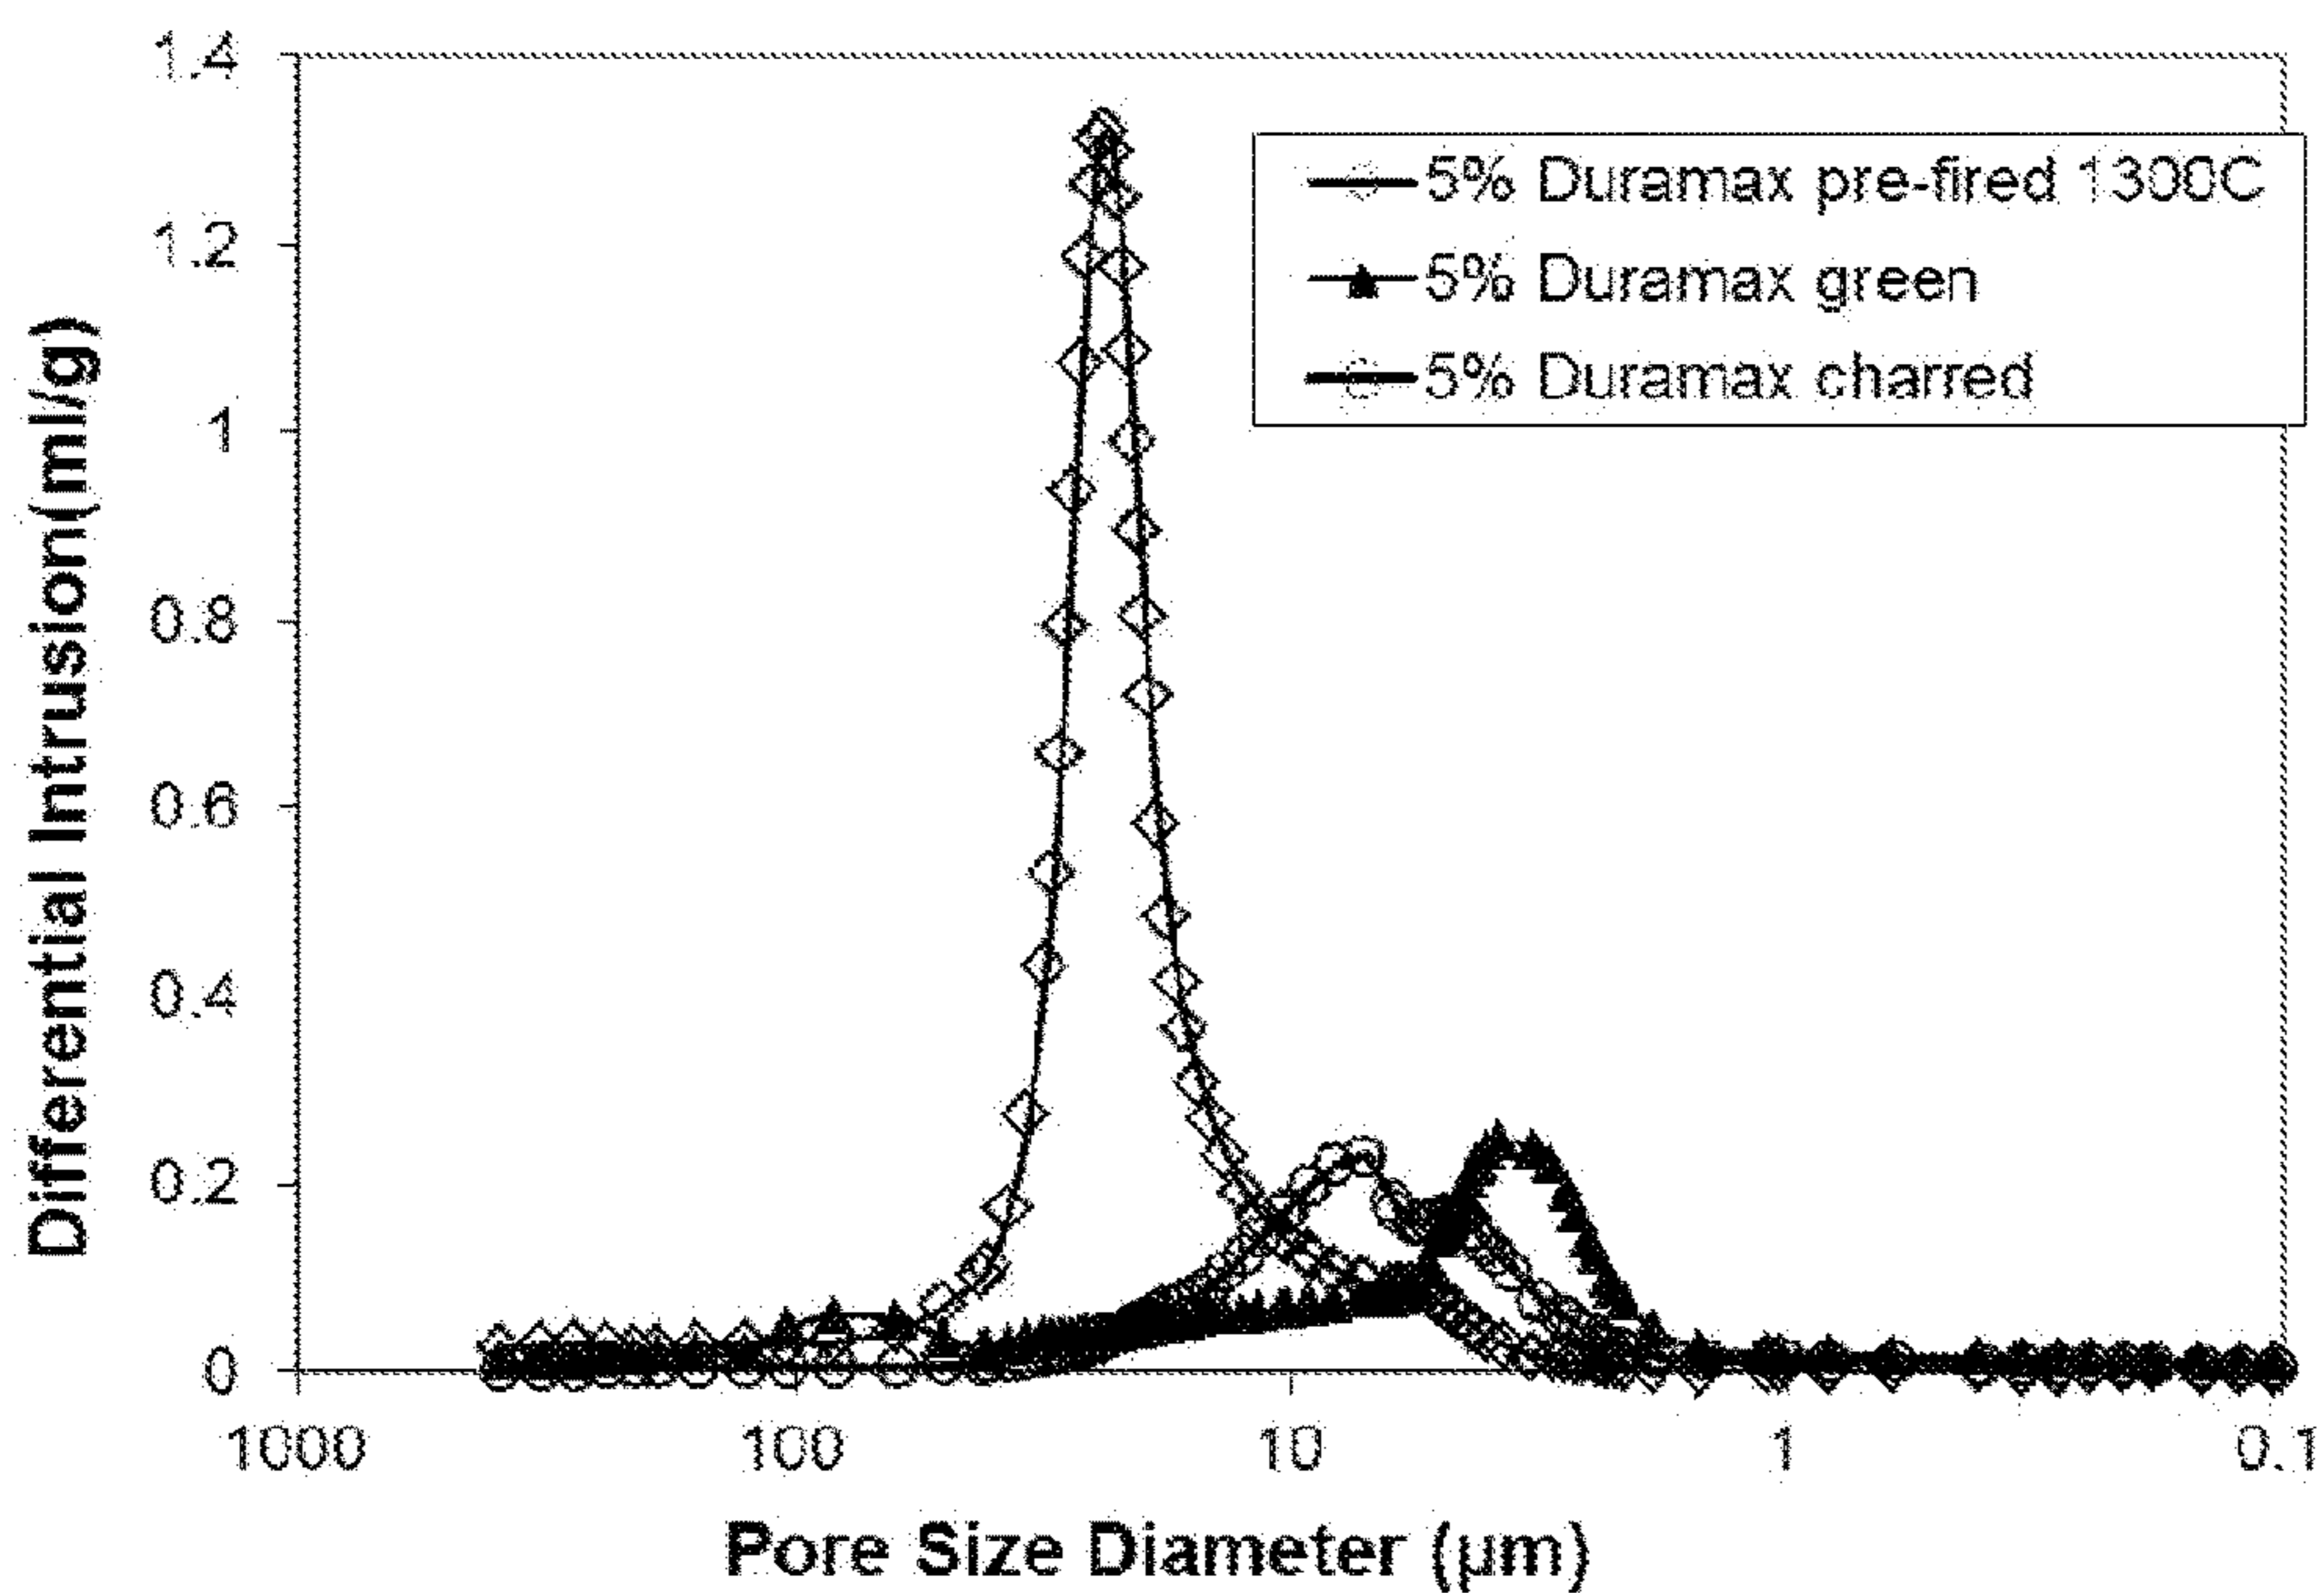 1.4
1.2
1
0.8
0.6
0.4
0.2
0
Differential Intrusion(ml/g)
5% Duramax pre-fired 1300C
5% Duramax green
5% Duramax charred
1000 100 10 1 0.1
Pore Size Diameter (μm)